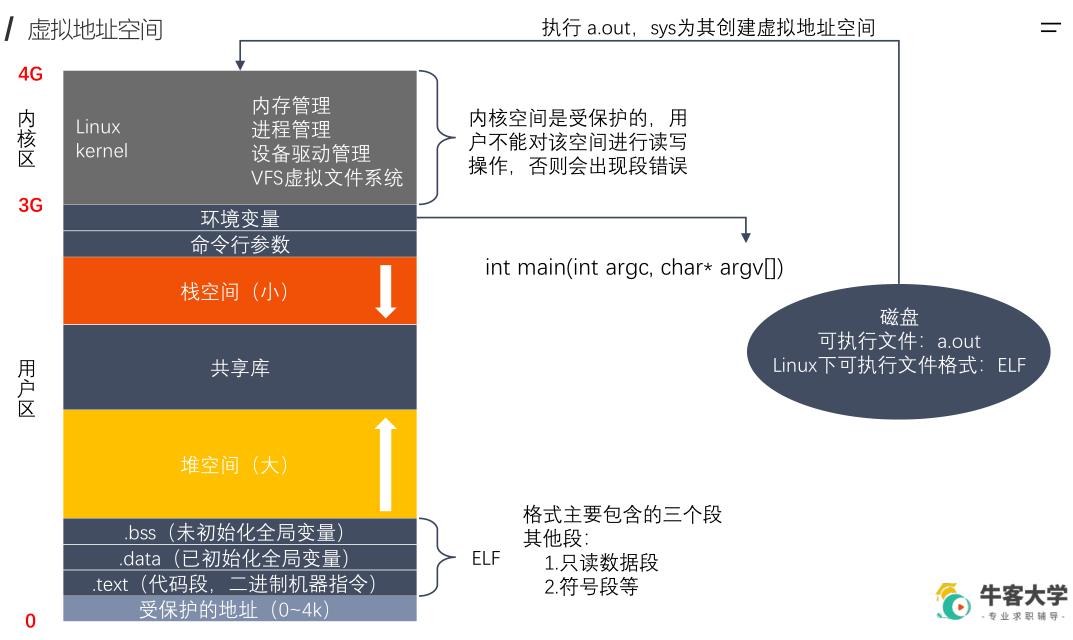 虚拟地址空间
执行 a.out，sys为其创建虚拟地址空间
4G
内核区
Linux
kernel
内存管理
进程管理
设备驱动管理
VFS虚拟文件系统
内核空间是受保护的，用
户不能对该空间进行读写
操作，否则会出现段错误
3G
环境变量
命令行参数
int main(int argc, char* argv[])
栈空间（小）
磁盘
可执行文件：a.out
Linux下可执行文件格式：ELF
共享库
用户区
堆空间（大）
.bss（未初始化全局变量）
.data（已初始化全局变量）
.text（代码段，二进制机器指令）
ELF
格式主要包含的三个段
其他段：
1.只读数据段
2.符号段等
受保护的地址（0~4k）
0
牛客大学
-专业求职辅导-